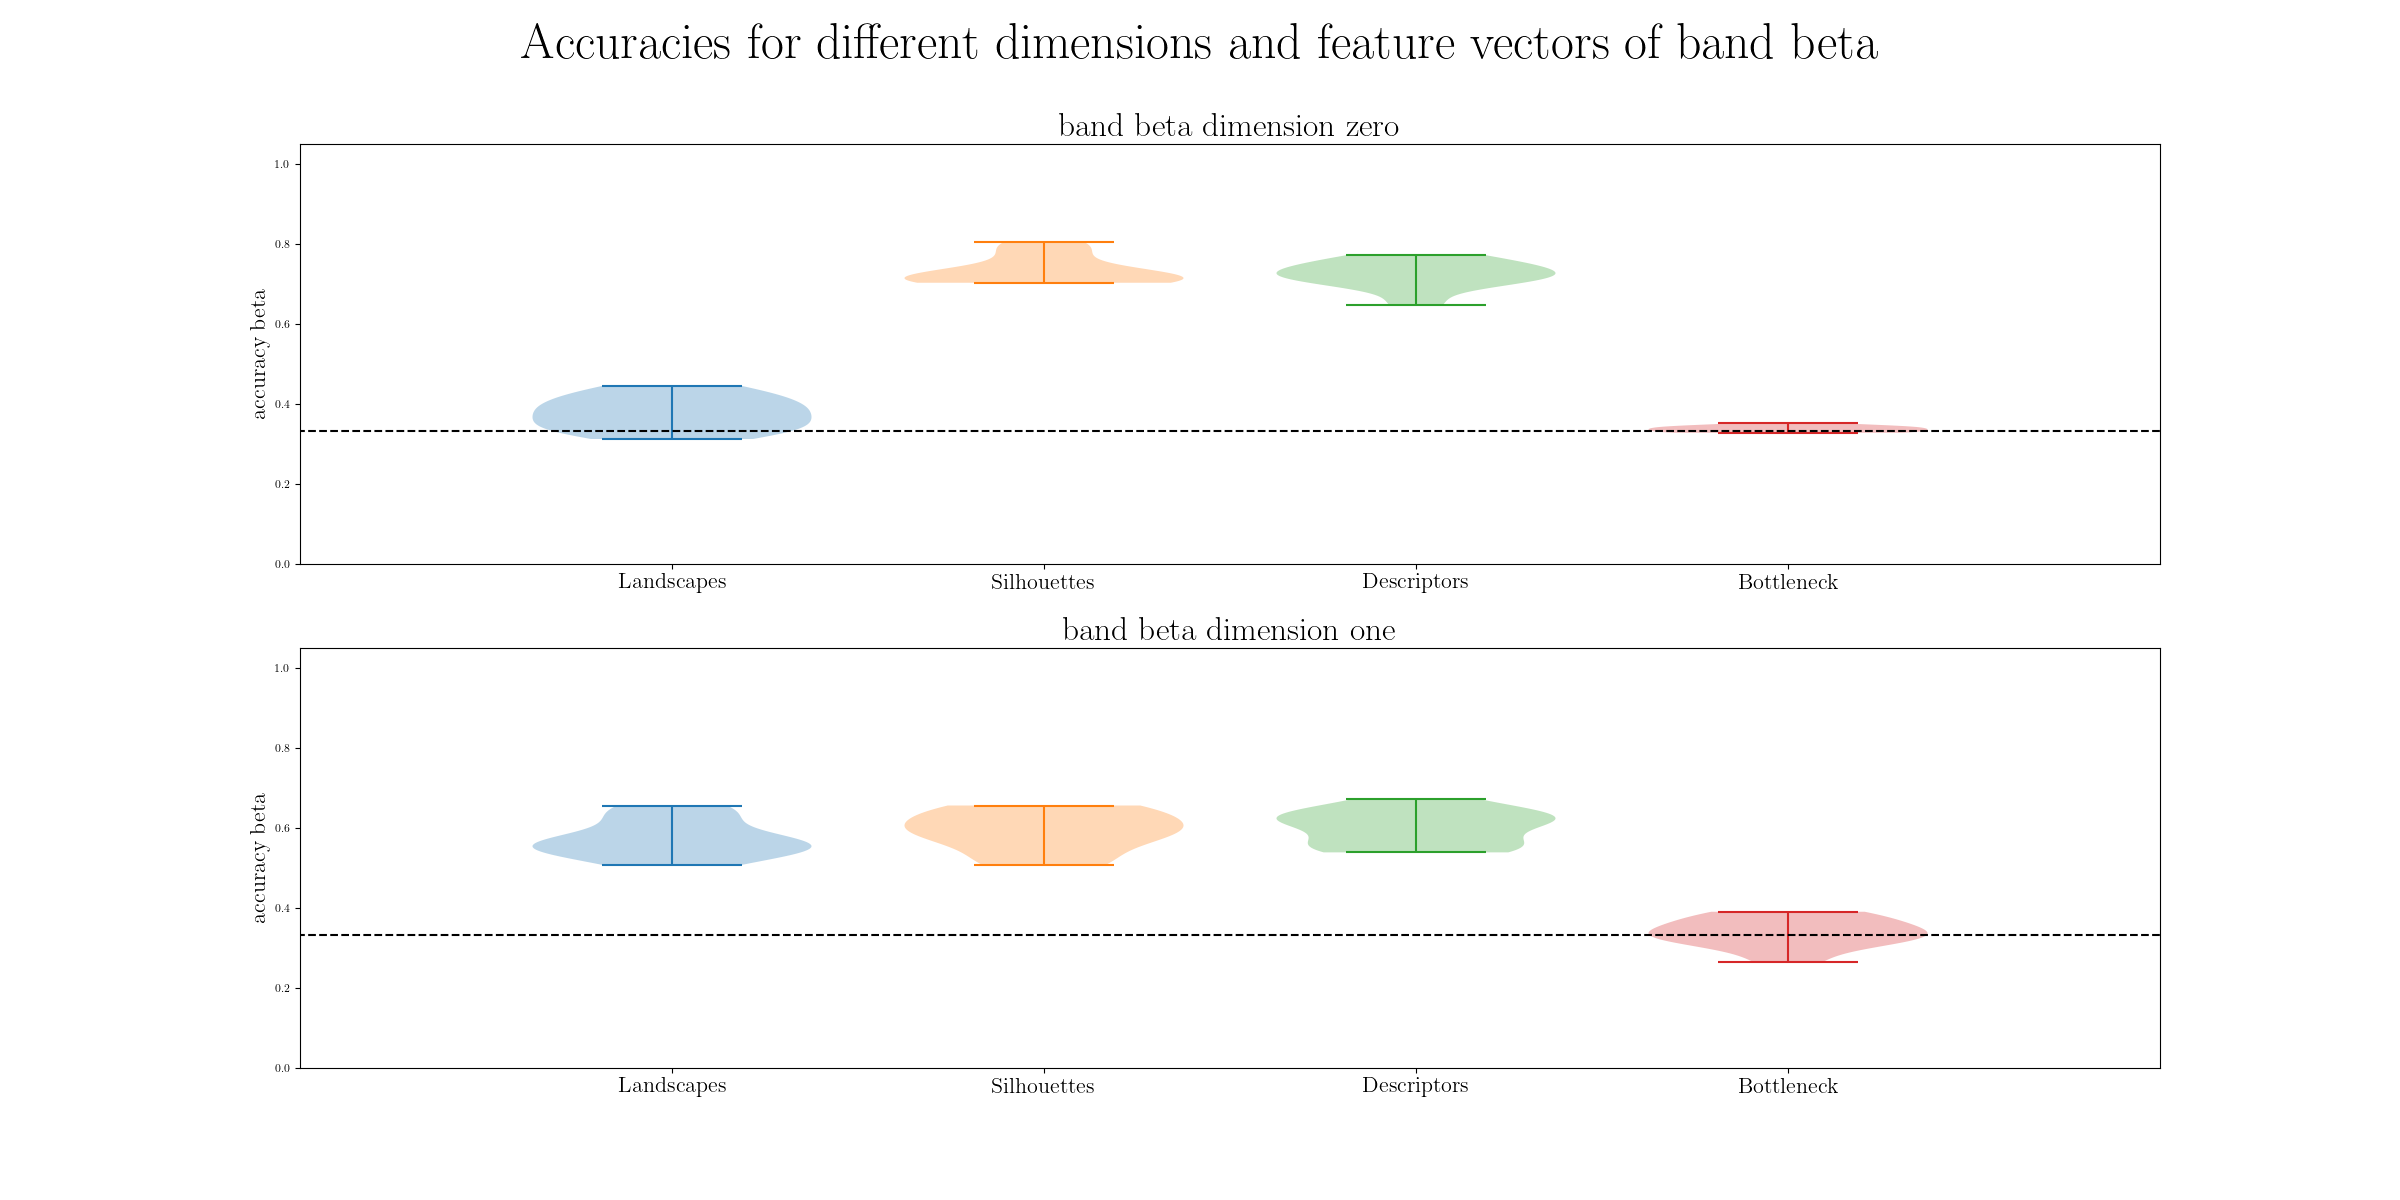 Accuracies for different dimensions and feature vectors of band beta
band beta dimension zero
1.0
0.8
0.6
0.4
0.2
0.0
accuracy beta
Landscapes Silhouettes Descriptors Bottleneck
band beta dimension one
1.0
0.8
0.6
0.4
0.2
0.0
accuracy beta
Landscapes Silhouettes Descriptors Bottleneck